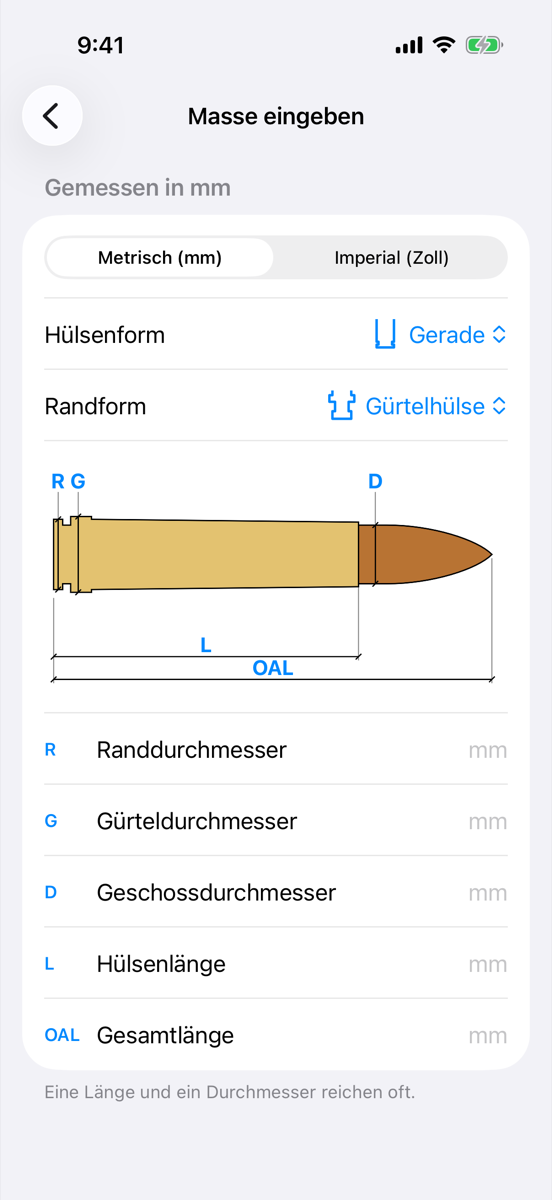 9:41
Masse eingeben
Gemessen in mm
Metrisch (mm) Imperial (Zoll)
Hülsenform Gerade
Randform Gürtelhülse
R G D
L
OAL
R Randdurchmesser mm
G Gürteldurchmesser mm
D Geschossdurchmesser mm
L Hülsenlänge mm
OAL Gesamtlänge mm
Eine Länge und ein Durchmesser reichen oft.